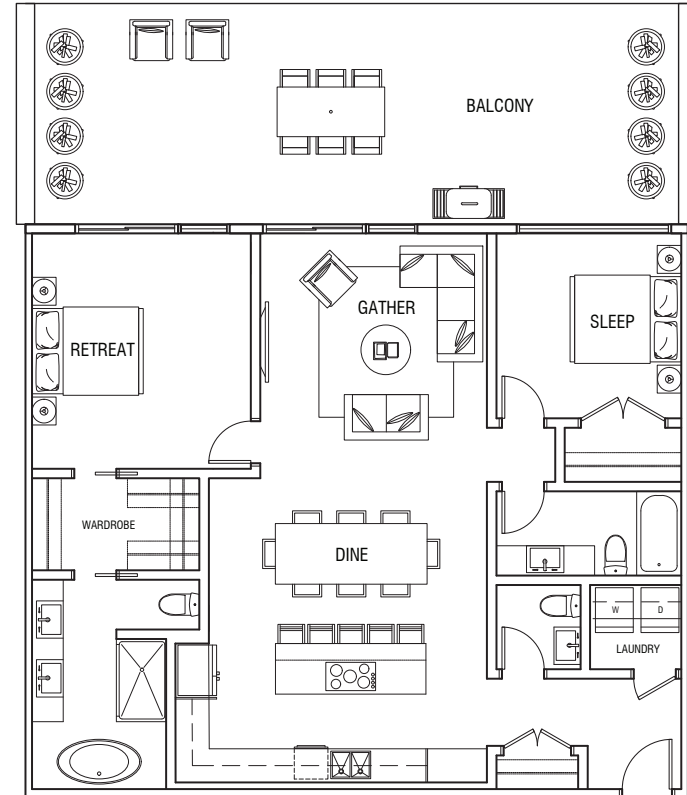 BALCONY
GATHER
RETREAT
SLEEP
WARDROBE
DINE
W
D
LAUNDRY